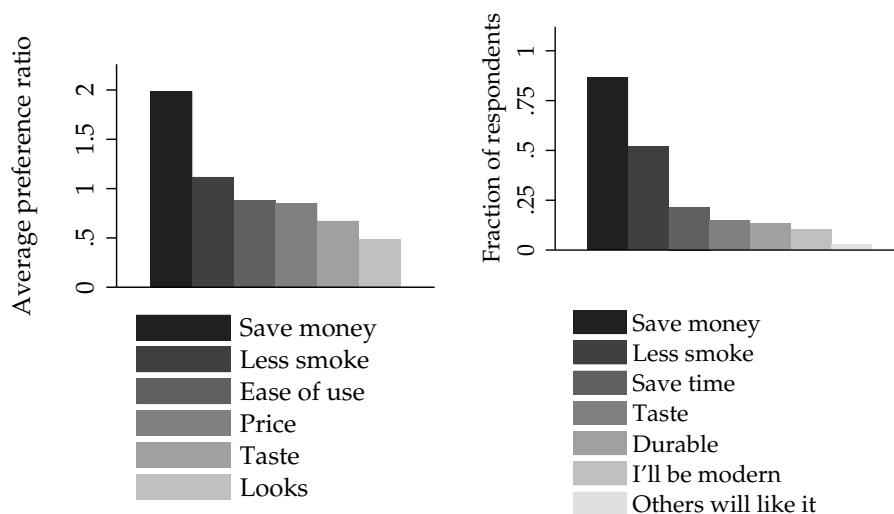 Average preference ratio
2
1.5
1
.5
0
Save money
Less smoke
Ease of use
Price
Taste
Looks
Fraction of respondents
1
.75
.5
.25
0
Save money
Less smoke
Save time
Taste
Durable
I'll be modern
Others will like it